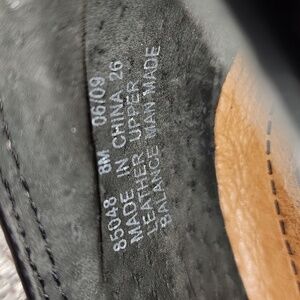 85048 8M 06/09
MADE IN CHINA 26
LEATHER UPPER
BALANCE MAN MADE